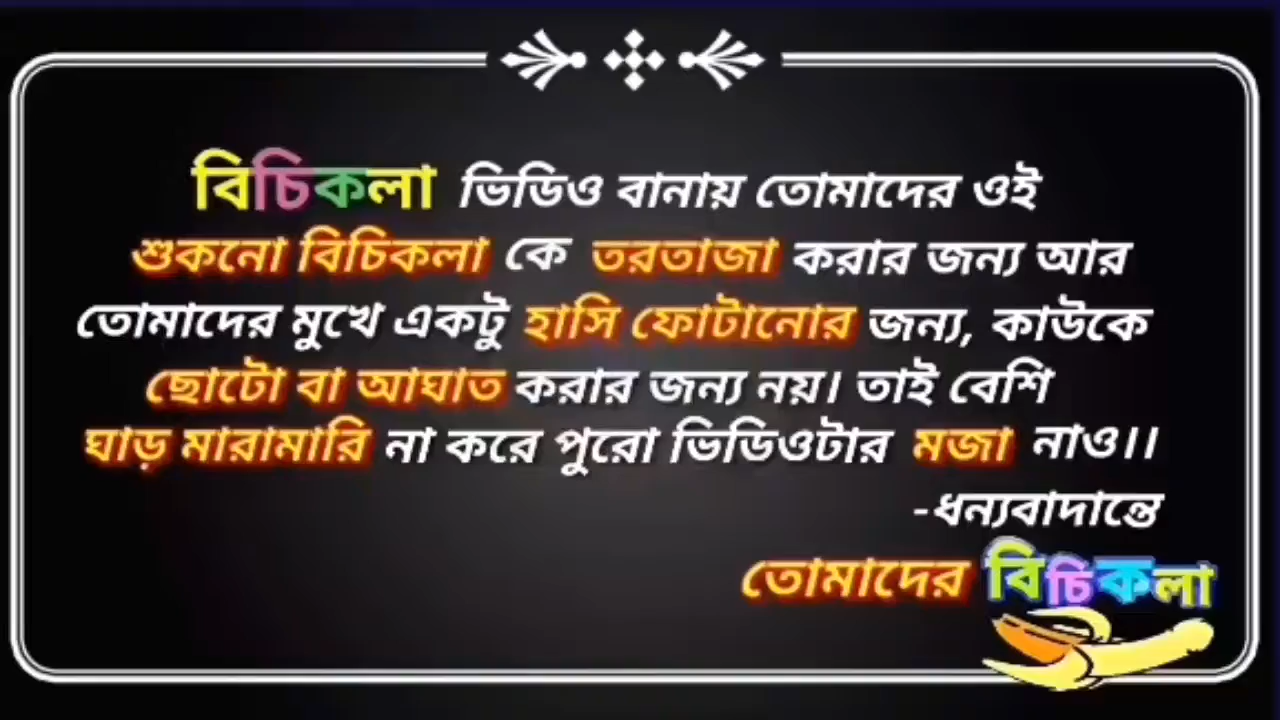 বিচিকলা ভিডিও বানায় তোমাদের ওই
শুকনো বিচিকলা কে তরতাজা করার জন্য আর
তোমাদের মুখে একটু হাসি ফোটানোর জন্য, কাউকে
ছোটো বা আঘাত করার জন্য নয়। তাই বেশি
ঘাড় মারামারি না করে পুরো ভিডিওটার মজা নাও।।
-ধন্যবাদান্তে
তোমাদের বিচিকলা